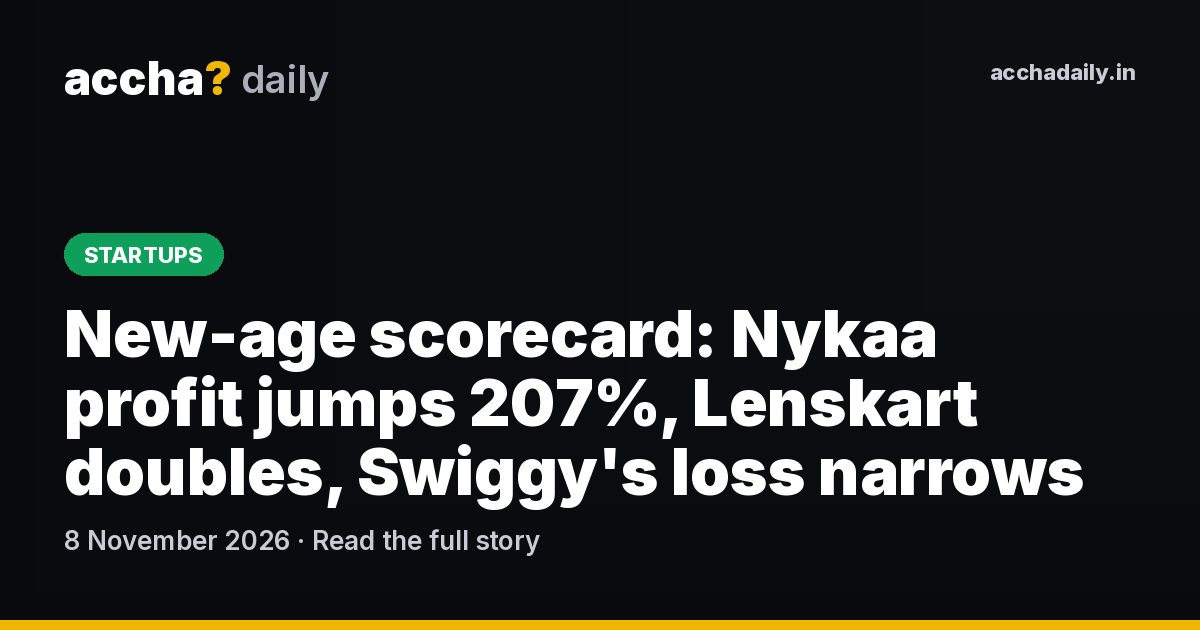 accha? daily
acchadaily.in
STARTUPS
New-age scorecard: Nykaa
profit jumps 207%, Lenskart
doubles, Swiggy's loss narrows
8 November 2026 · Read the full story